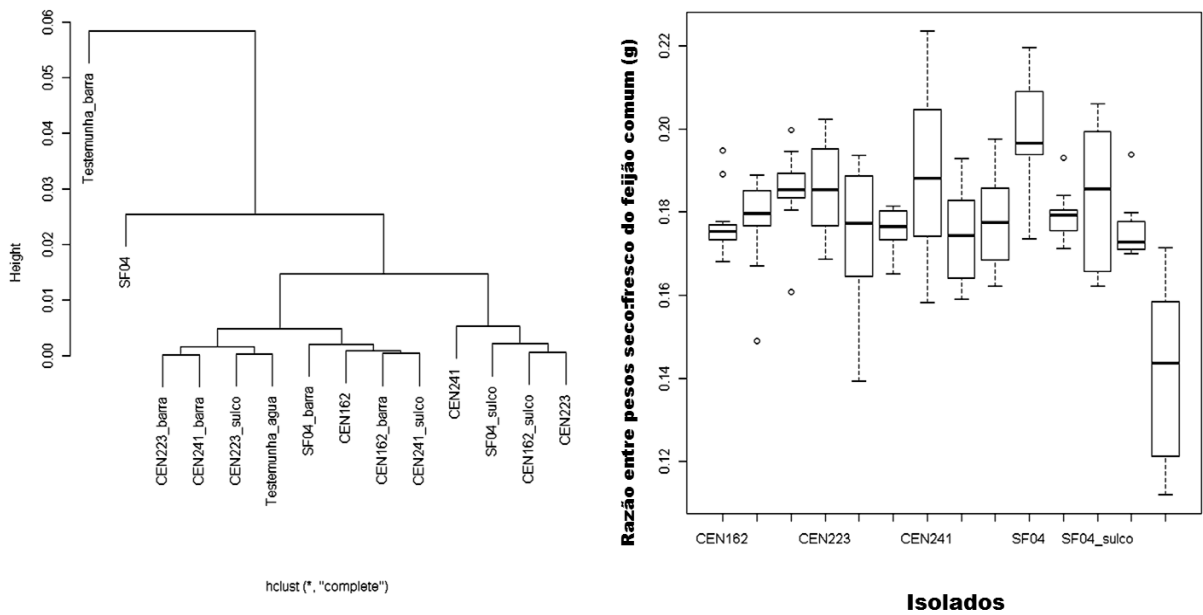 0.06
0.05
0.04
0.03
0.02
0.01
0.00
Height
Testemunha_barra
SF04
CEN223_barra
CEN241_barra
CEN223_sulco
Testemunha_agua
SF04_barra
CEN162
CEN162_barra
CEN241_sulco
CEN241
SF04_sulco
CEN162_sulco
CEN223
hclust (*, "complete")
Razão entre pesos seco:fresco do feijão comum (g)
0.22
0.20
0.18
0.16
0.14
0.12
CEN162
CEN223
CEN241
SF04
SF04_sulco
Isolados